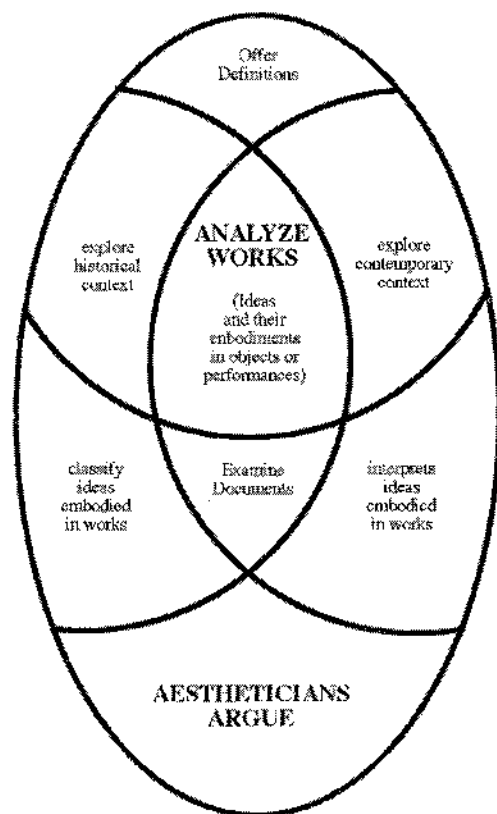 Offer
Definitions
explore
historical
context
ANALYZE
WORKS
(Ideas
and their
enbodiments
in objects or
performances)
explore
contemporary
context
classify
ideas
embodied
in works
Examine
Documents
interprets
ideas
embodied
in works
AESTHETICIANS
ARGUE